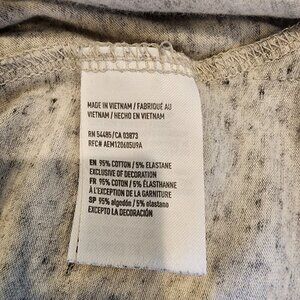 MADE IN VIETNAM / FABRIQUÉ AU
VIETNAM / HECHO EN VIETNAM
RN 54485/CA 03873
RFC# AEM120605U9A
EN 95% COTTON / 5% ELASTANE
EXCLUSIVE OF DECORATION
FR 95% COTON / 5% ÉLASTHANNE
À L'EXCEPTION DE LA GARNITURE
SP 95% algodón / 5% elastano
EXCEPTO LA DECORACIÓN